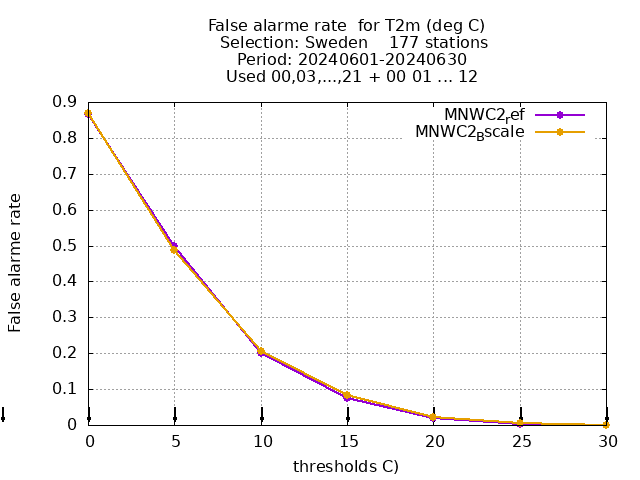 False alarme rate  for T2m (deg C)
Selection: Sweden    177 stations
Period: 20240601-20240630
Used 00,03,...,21 + 00 01 ... 12
MNWC2ref
MNWC2Bscale
0.9
0.8
0.7
0.6
0.5
0.4
0.3
0.2
0.1
0
False alarme rate
0 5 10 15 20 25 30
thresholds C)